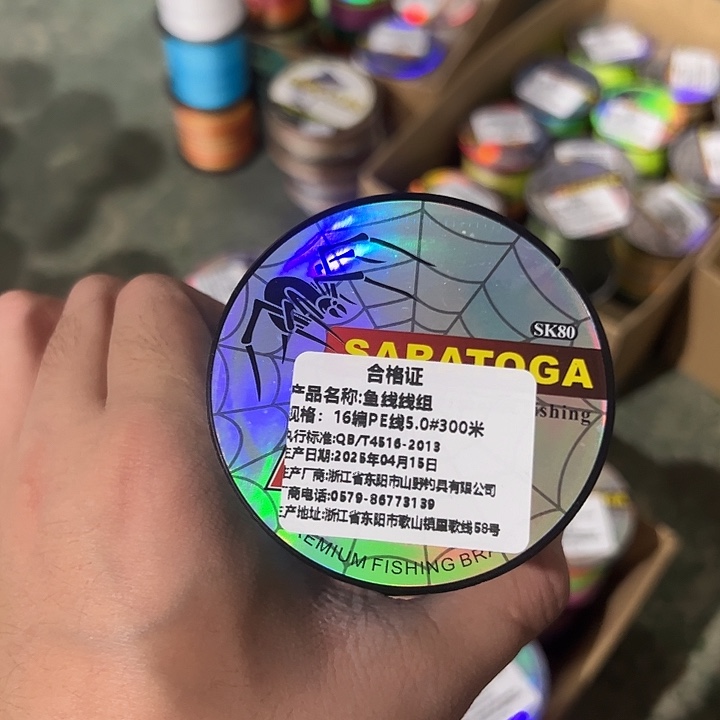 SK80
SARATOGA
shing
合格证
产品名称:鱼线线组
规格: 16编PE线5.0#300米
执行标准:QB/T4516-2013
生产日期:2025年04月15日
生产厂商:浙江省东阳市山野钓具有限公司
厂商电话:0579-86773139
生产地址:浙江省东阳市歌山镇圆歌线58号
EMIUM FISHING BR